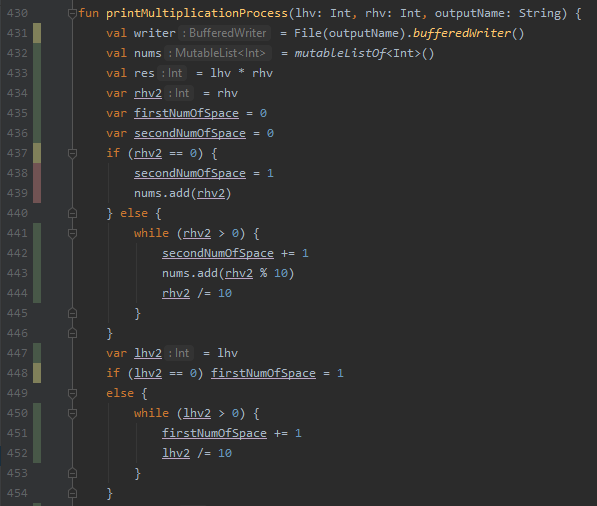 430 fun printMultiplicationProcess(lhv: Int, rhv: Int, outputName: String) {
431     val writer : BufferedWriter = File(outputName).bufferedWriter()
432     val nums : MutableList<Int> = mutableListOf<Int>()
433     val res : Int = lhv * rhv
434     var rhv2 : Int = rhv
435     var firstNumOfSpace = 0
436     var secondNumOfSpace = 0
437     if (rhv2 == 0) {
438         secondNumOfSpace = 1
439         nums.add(rhv2)
440     } else {
441         while (rhv2 > 0) {
442             secondNumOfSpace += 1
443             nums.add(rhv2 % 10)
444             rhv2 /= 10
445         }
446     }
447     var lhv2 : Int = lhv
448     if (lhv2 == 0) firstNumOfSpace = 1
449     else {
450         while (lhv2 > 0) {
451             firstNumOfSpace += 1
452             lhv2 /= 10
453         }
454     }